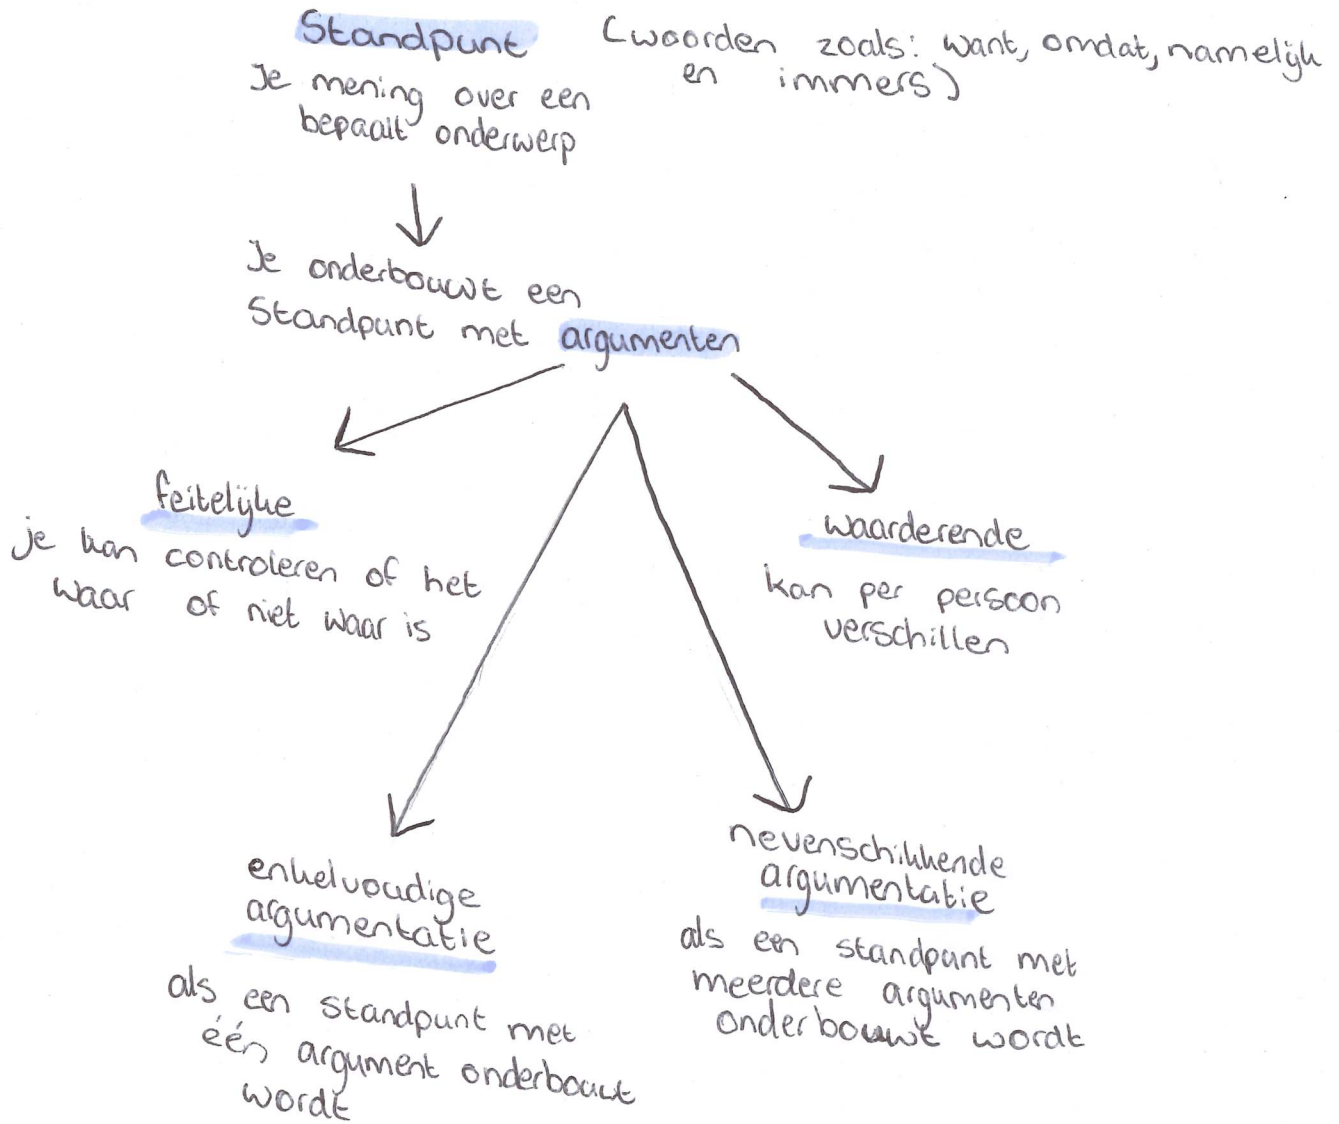 Standpunt (woorden zoals: want, omdat, namelijk
en immers)
Je mening over een
bepaalt onderwerp
Je onderbouwt een
Standpunt met argumenten
feitelijke
je kan controleren of het
waar of niet waar is
waarderende
kan per persoon
verschillen
enkelvoudige
argumentatie
als een standpunt met
één argument onderbouwt
wordt
nevenschikkende
argumentatie
als een standpunt met
meerdere argumenten
onderbouwt wordt